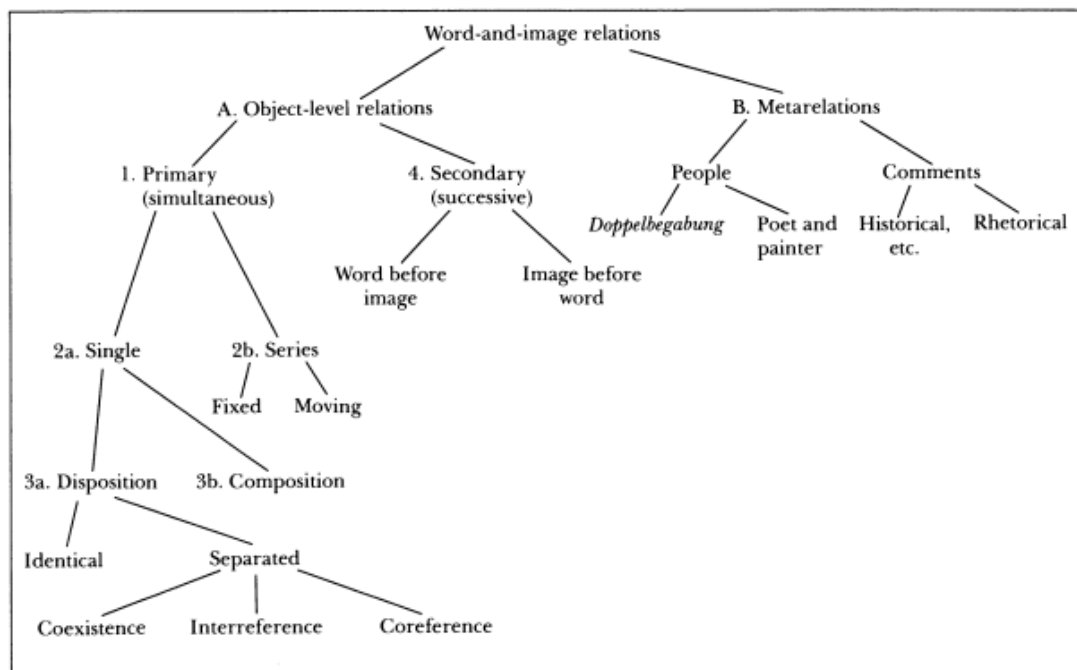 Word-and-image relations
A. Object-level relations
B. Metarelations
1. Primary
(simultaneous)
4. Secondary
(successive)
People
Comments
Doppelbegabung
Poet and
painter
Historical,
etc.
Rhetorical
Word before
image
Image before
word
2a. Single
2b. Series
Fixed
Moving
3a. Disposition
3b. Composition
Identical
Separated
Coexistence
Interreference
Coreference